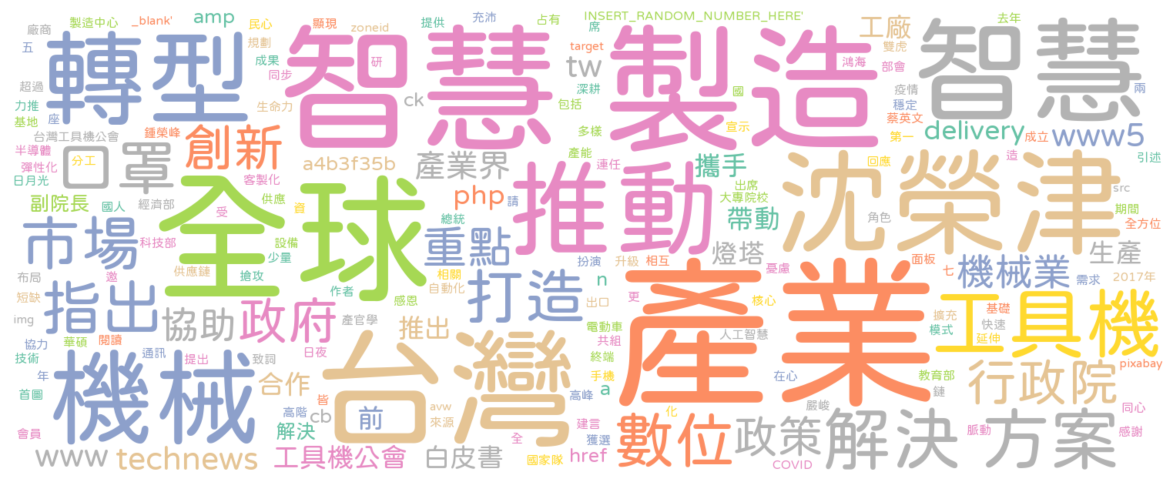 製造中心 _blank' amp 民心 顯現 zoneid 提供 充沛 占有 INSERT_RANDOM_NUMBER_HERE' 席 工廠 去年
廠商 五 轉型 規劃 成果 同步 智慧 研 製造 target tw 鴻海 雙虎 部會 智慧 兩
超過 力推 座 基地 生命力 ck 深耕 包括 國 疫情 穩定 蔡英文
台灣工具機公會 鍾榮峰 創新 a4b3f35b 產業界 多樣 宣示 第一 delivery 成立 www5
半導體 分工 口罩 彈性化 日月光 客製化 產能 連任 攜手 造 回應 引述
副院長 國人 經濟部 全球 受 供應 資 php 推動 請 出席 大專院校 帶動 沈榮津 角色 src 期間 全方位
市場 科技部 設備 總統 重點 扮演 升級 相互 燈塔 憂慮 面板 生產
布局 供應鏈 邀 少量 搶攻 作者 相關 自動化 打造 n 七 機械業 需求 2017年
短缺 指出 感恩 出口 更 核心 擴充 基礎 工具機
img 協助 政府 產官學 推出 電動車 共組 人工智慧 產業 模式 快速 延伸
協力 華碩 閱讀 技術 通訊 提出 致詞 日夜 台灣 終端 手機 在心 教育部 行政院 pixabay
年 首圖 機械 合作 皆 高階 cb 前 avw 高峰 a 化 嚴峻 鏈 同心
會員 解決 來源 全 建言 獲選 數位 政策 解決方案 脈動 感謝
www technews 工具機公會 白皮書 國家隊 href COVID